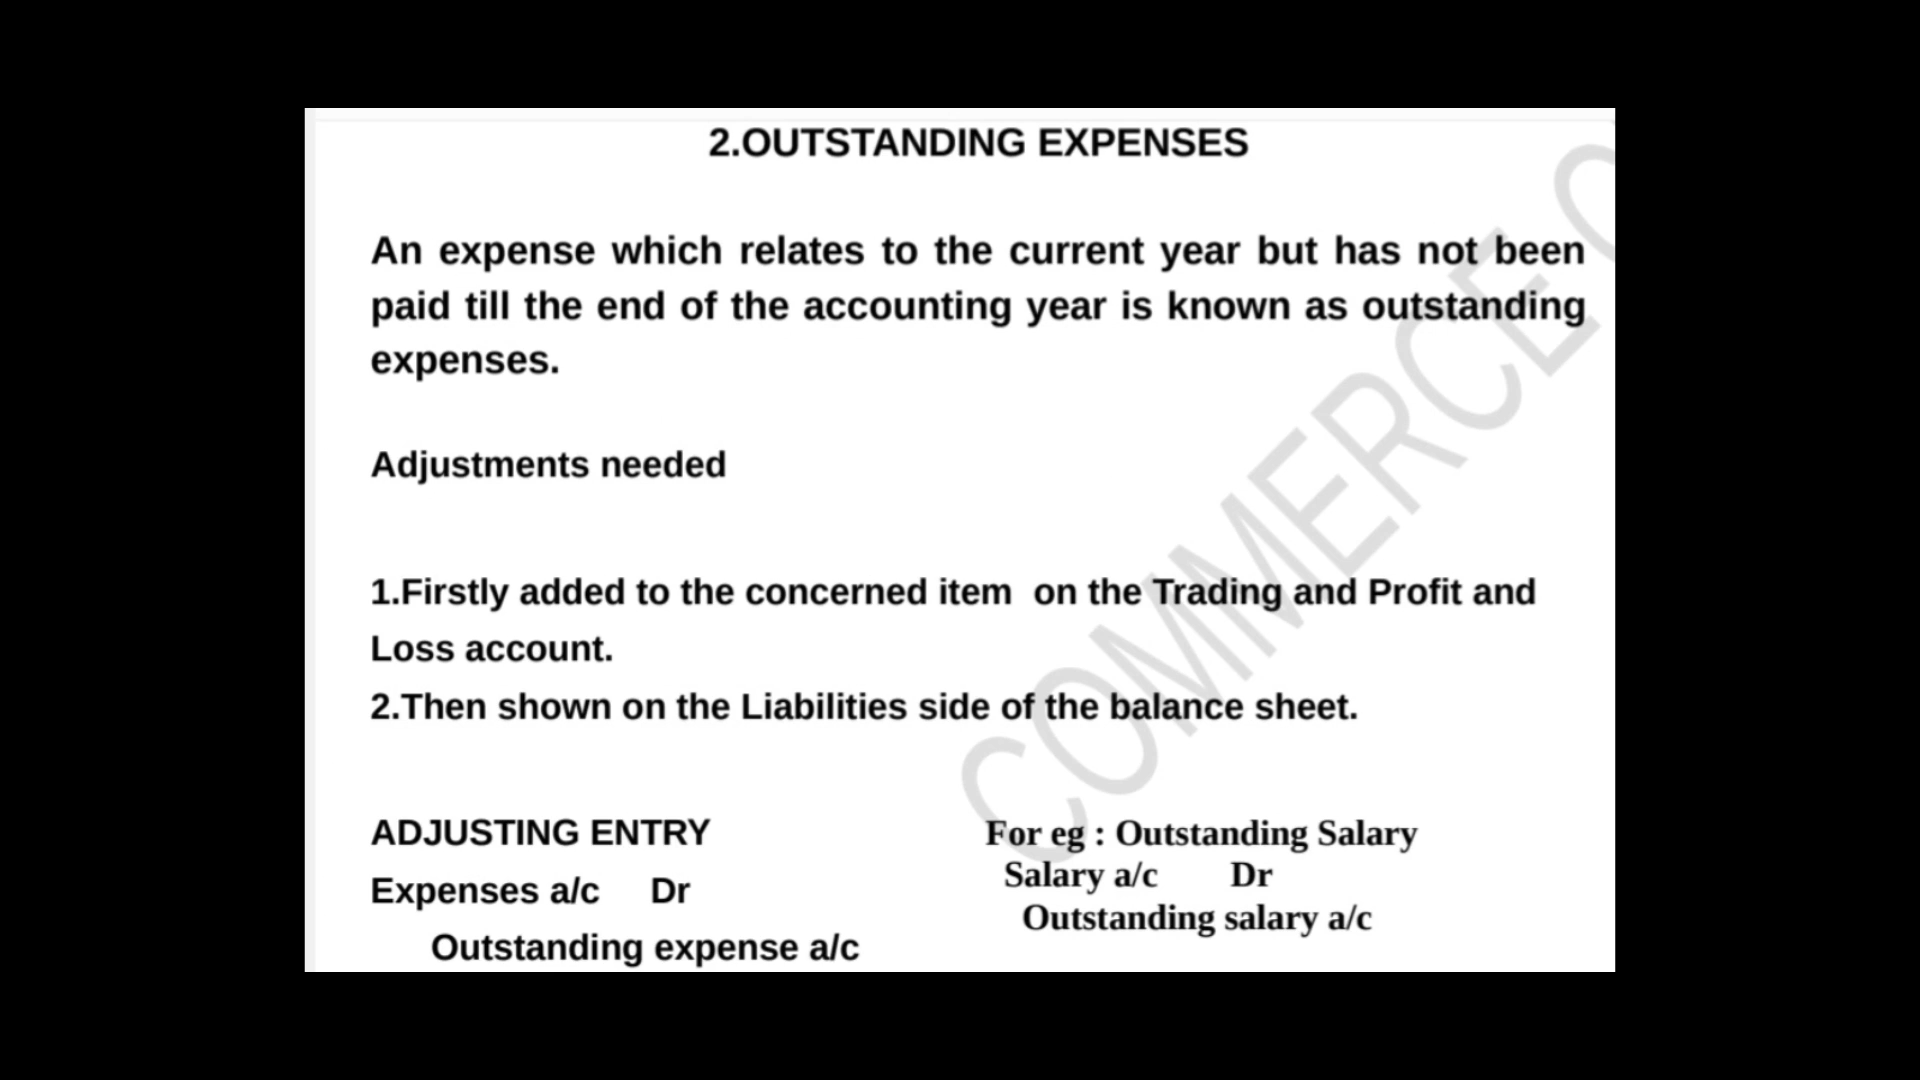 2.OUTSTANDING EXPENSES
An expense which relates to the current year but has not been
paid till the end of the accounting year is known as outstanding
expenses.
Adjustments needed
1.Firstly added to the concerned item  on the Trading and Profit and
Loss account.
2.Then shown on the Liabilities side of the balance sheet.
ADJUSTING ENTRY
Expenses a/c Dr
Outstanding expense a/c
For eg : Outstanding Salary
Salary a/c Dr
Outstanding salary a/c
COMMERCE C